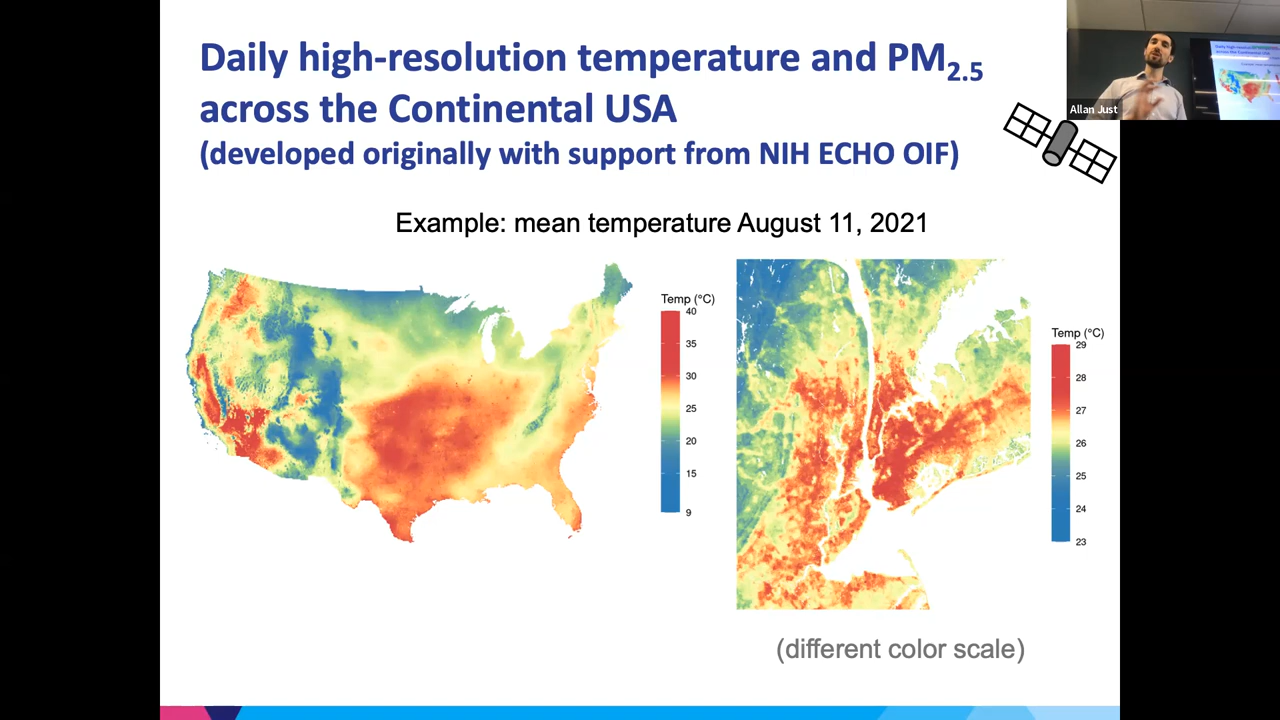 Daily high-resolution temperature and PM2.5
across the Continental USA
(developed originally with support from NIH ECHO OIF)
Allan Just
Example: mean temperature August 11, 2021
Temp (°C)
40
35
30
25
20
15
9
Temp (°C)
29
28
27
26
25
24
23
(different color scale)